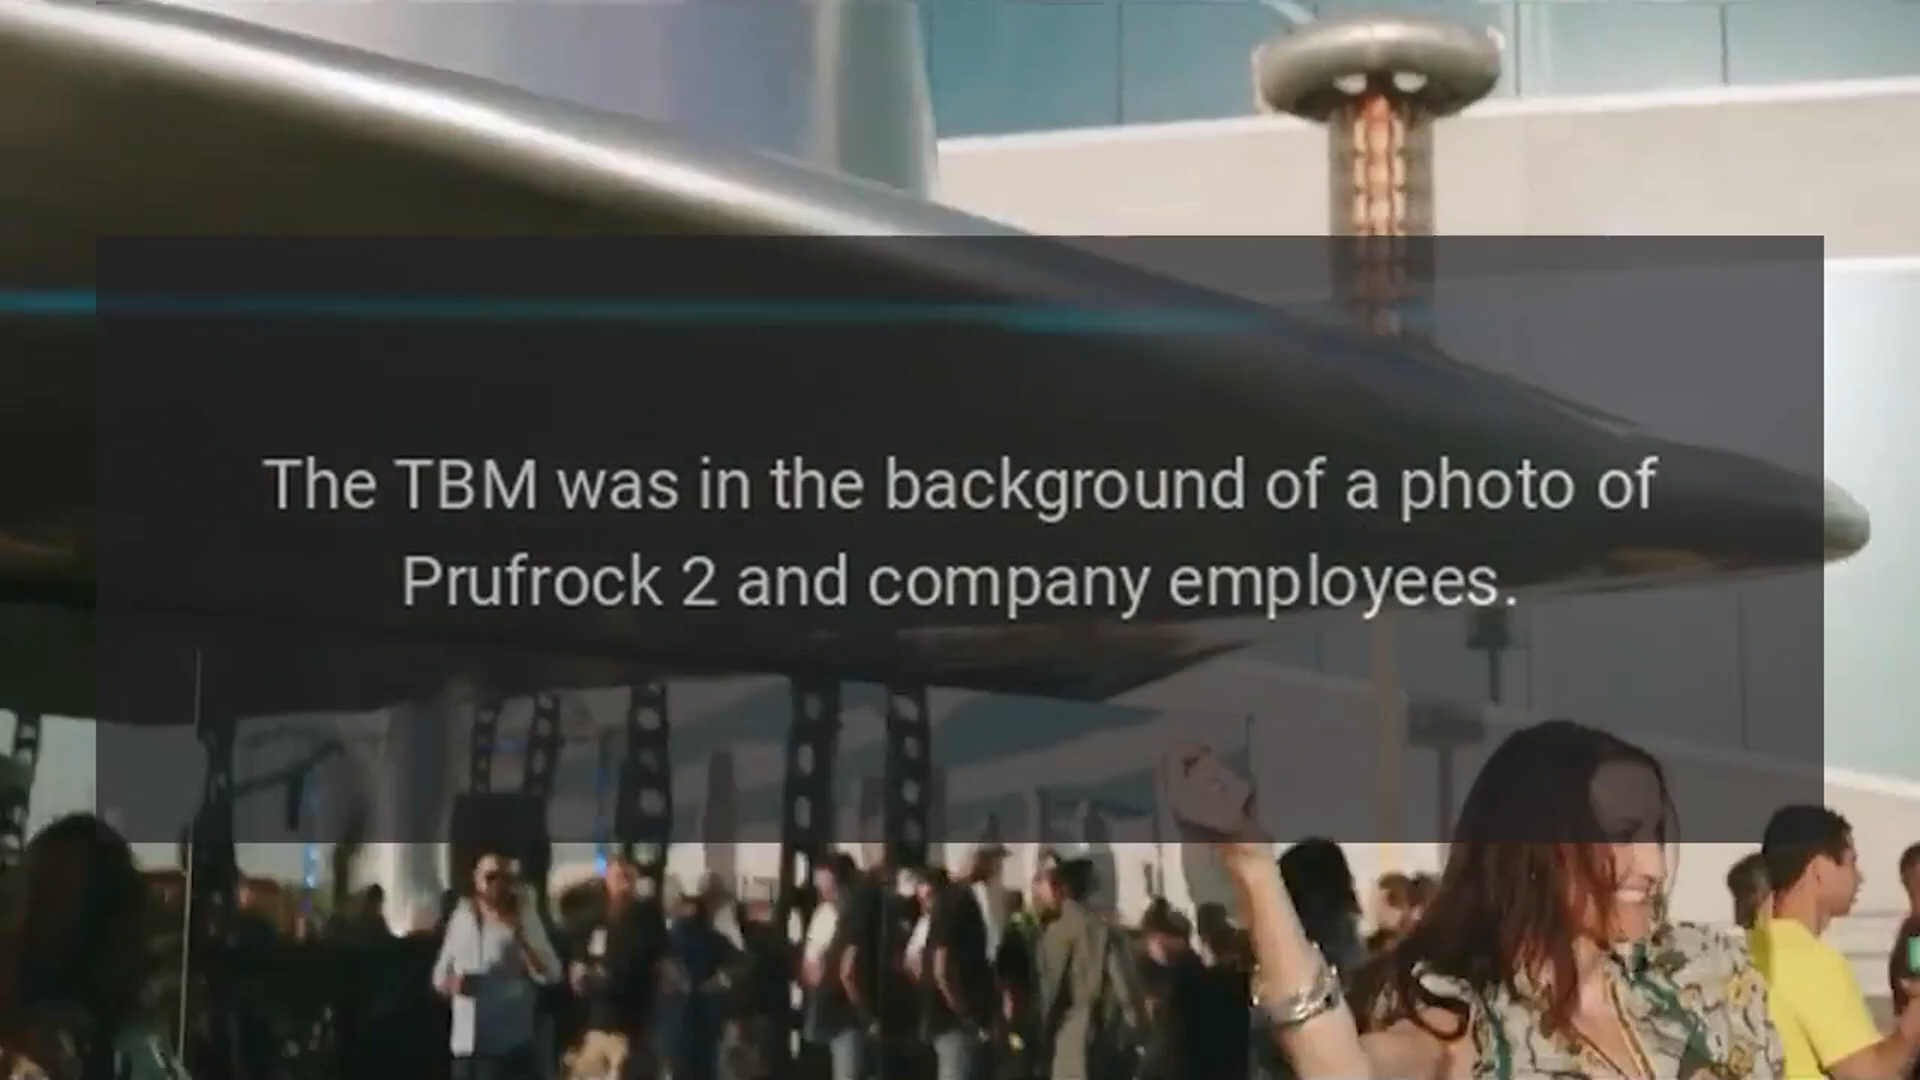 The TBM was in the background of a photo of
Prufrock 2 and company employees.